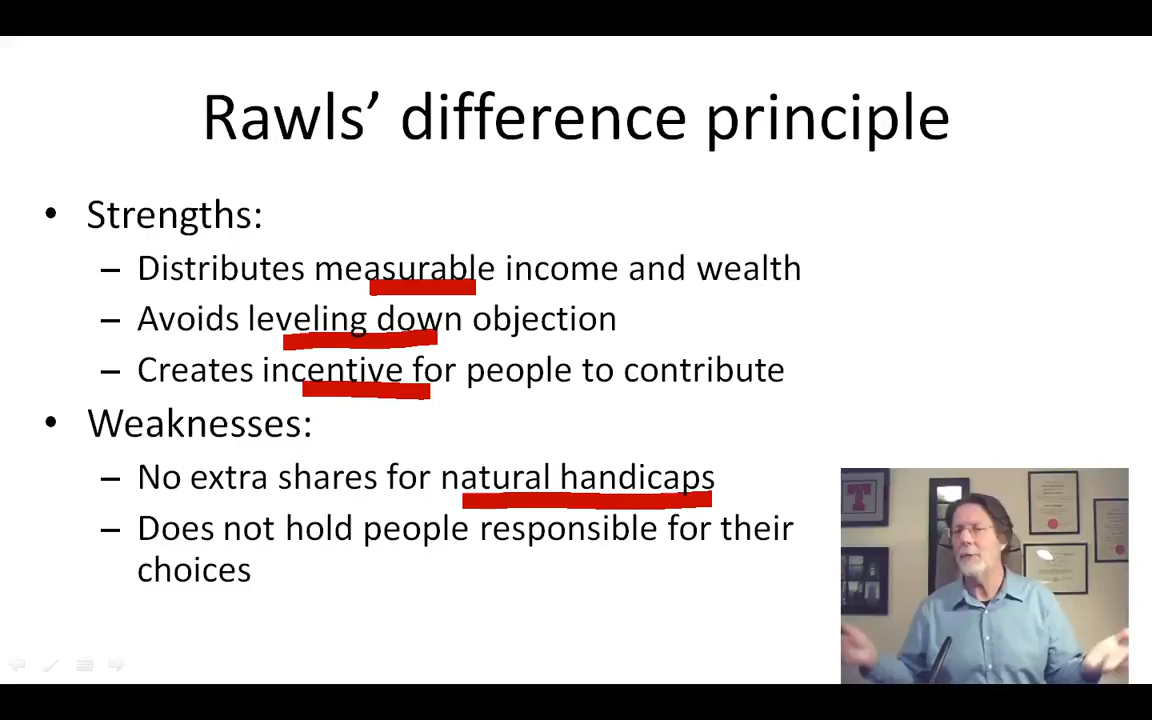 Rawls’ difference principle
• Strengths:
– Distributes measurable income and wealth
– Avoids leveling down objection
– Creates incentive for people to contribute
• Weaknesses:
– No extra shares for natural handicaps
– Does not hold people responsible for their
choices
T